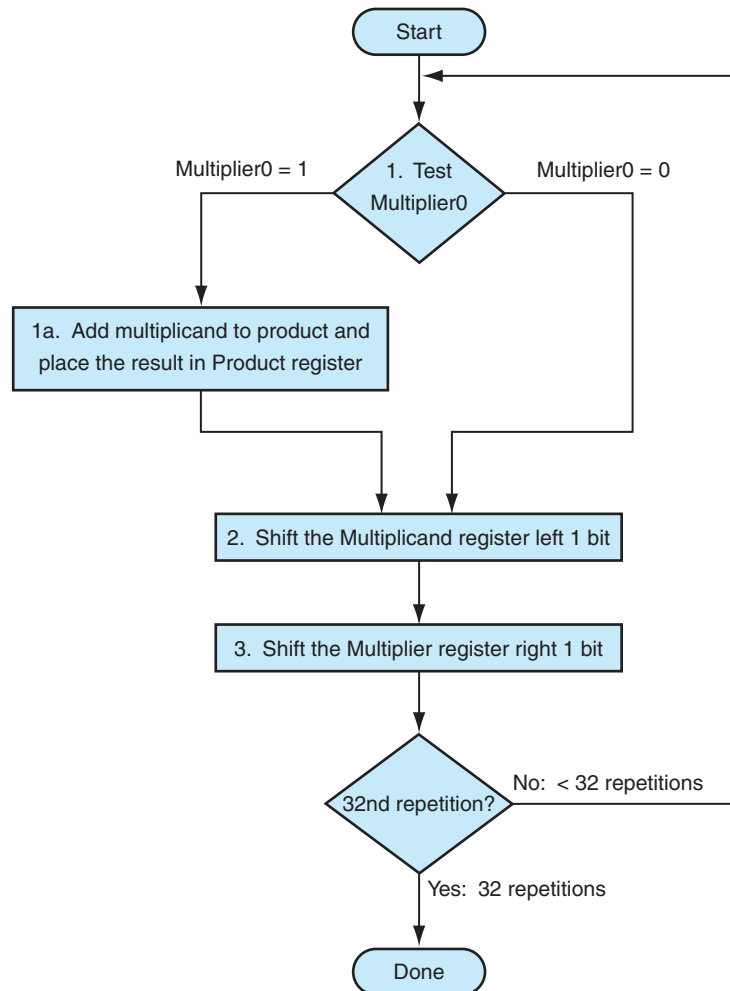 Start
1. Test
Multiplier0
Multiplier0 = 1
Multiplier0 = 0
1a. Add multiplicand to product and
place the result in Product register
2. Shift the Multiplicand register left 1 bit
3. Shift the Multiplier register right 1 bit
32nd repetition?
No: < 32 repetitions
Yes: 32 repetitions
Done